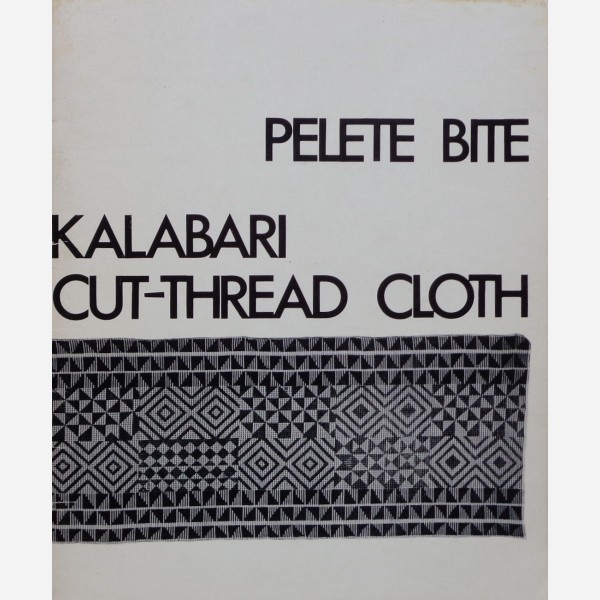 PELETE BITE
KALABARI
CUT-THREAD CLOTH